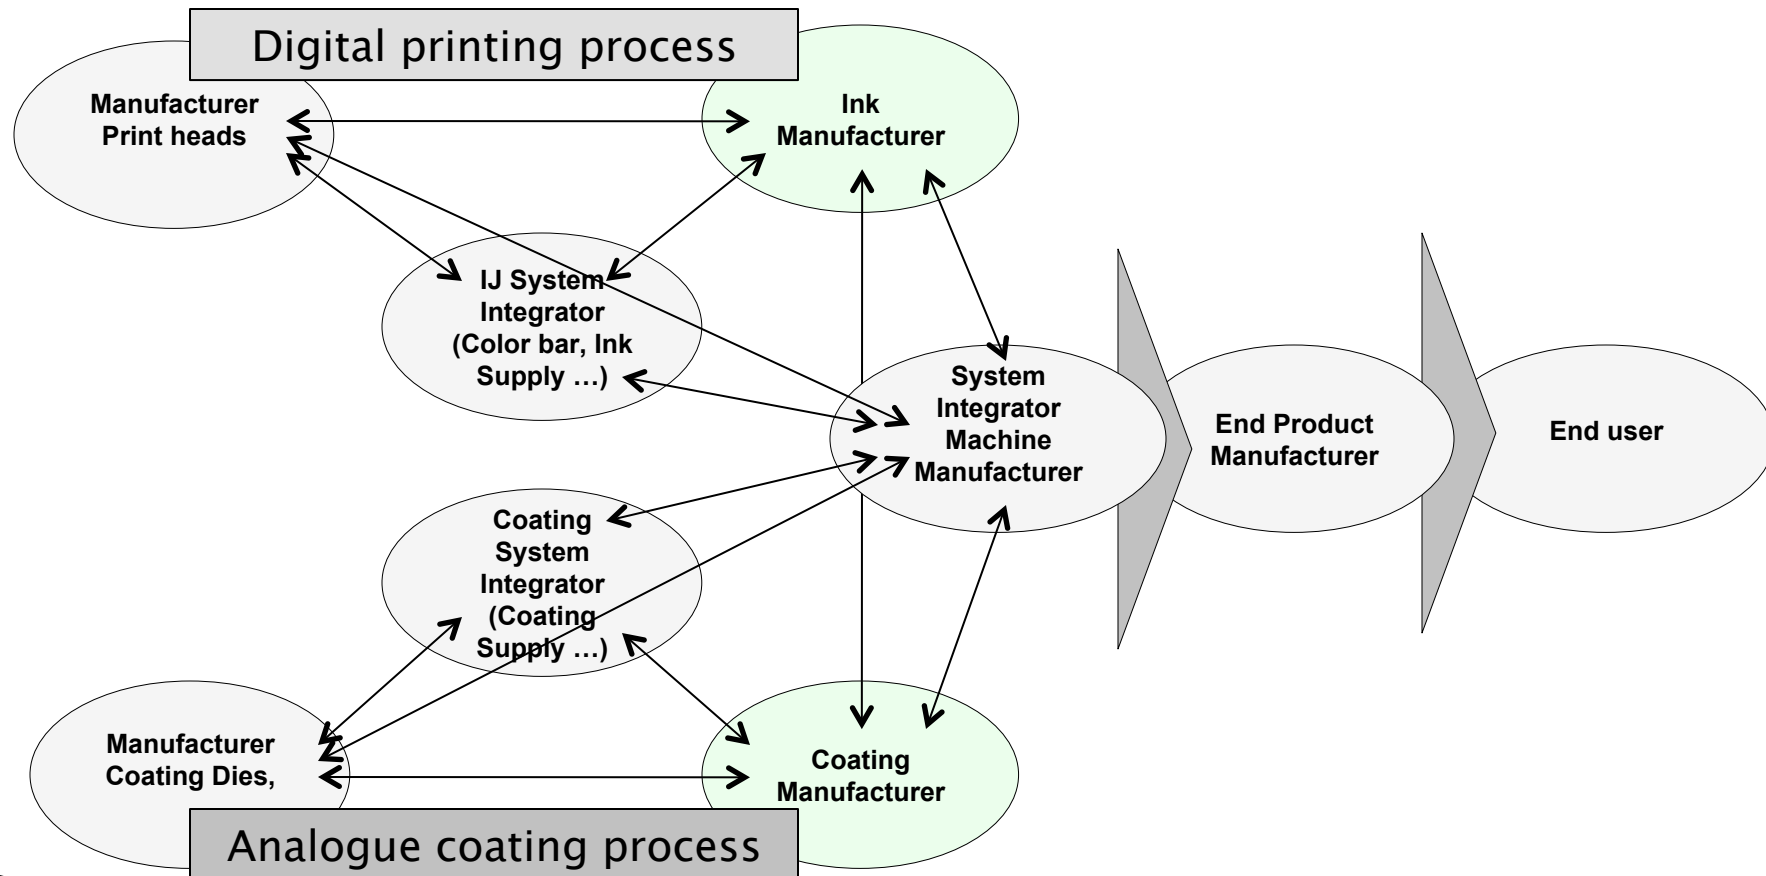 Digital printing process
Manufacturer
Print heads
Ink
Manufacturer
IJ System
Integrator
(Color bar, Ink
Supply …)
System
Integrator
Machine
Manufacturer
End Product
Manufacturer
End user
Coating
System
Integrator
(Coating
Supply …)
Manufacturer
Coating Dies,
Coating
Manufacturer
Analogue coating process